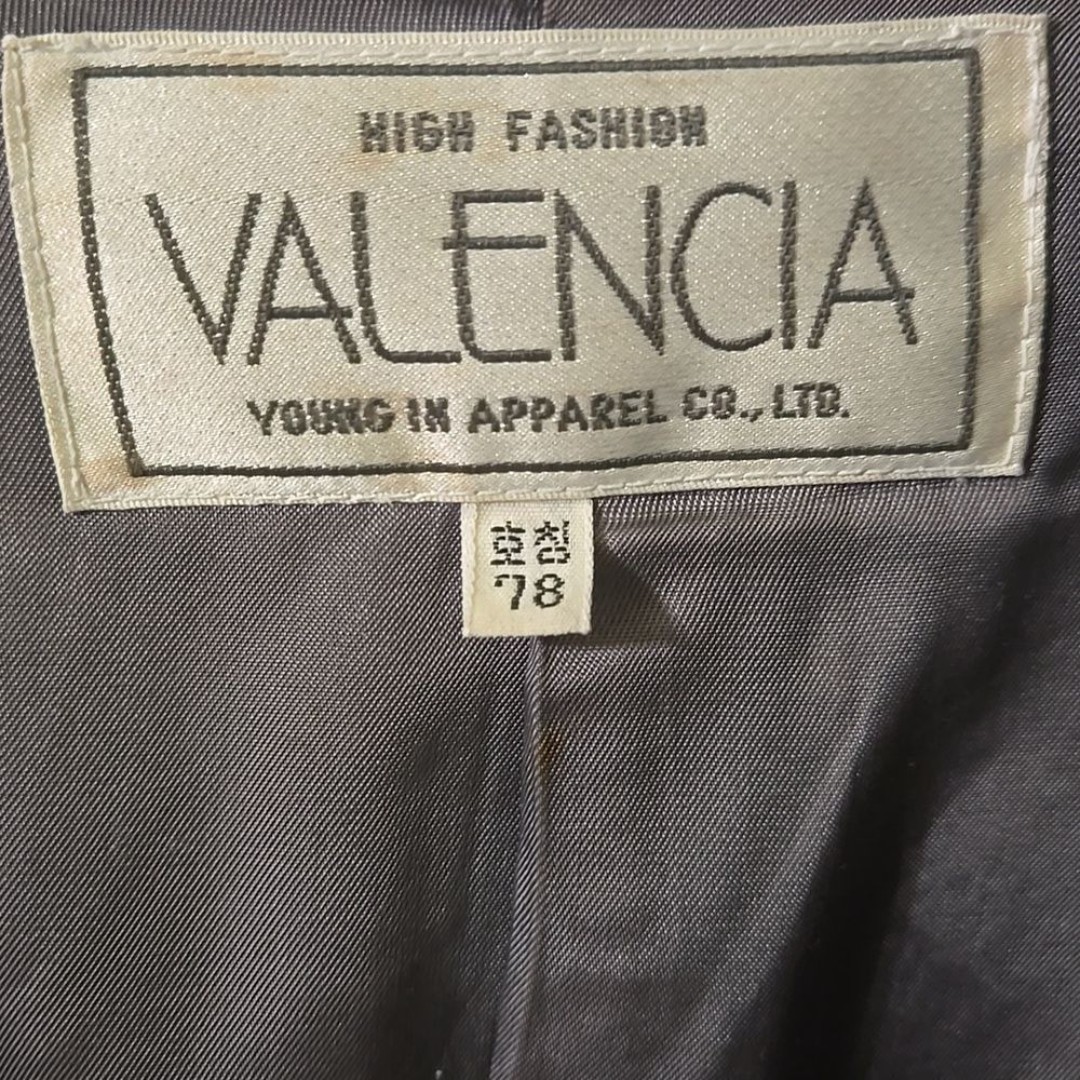 HIGH FASHION
VALENCIA
YOUNG IN APPAREL CO., LTD.
호칭
78